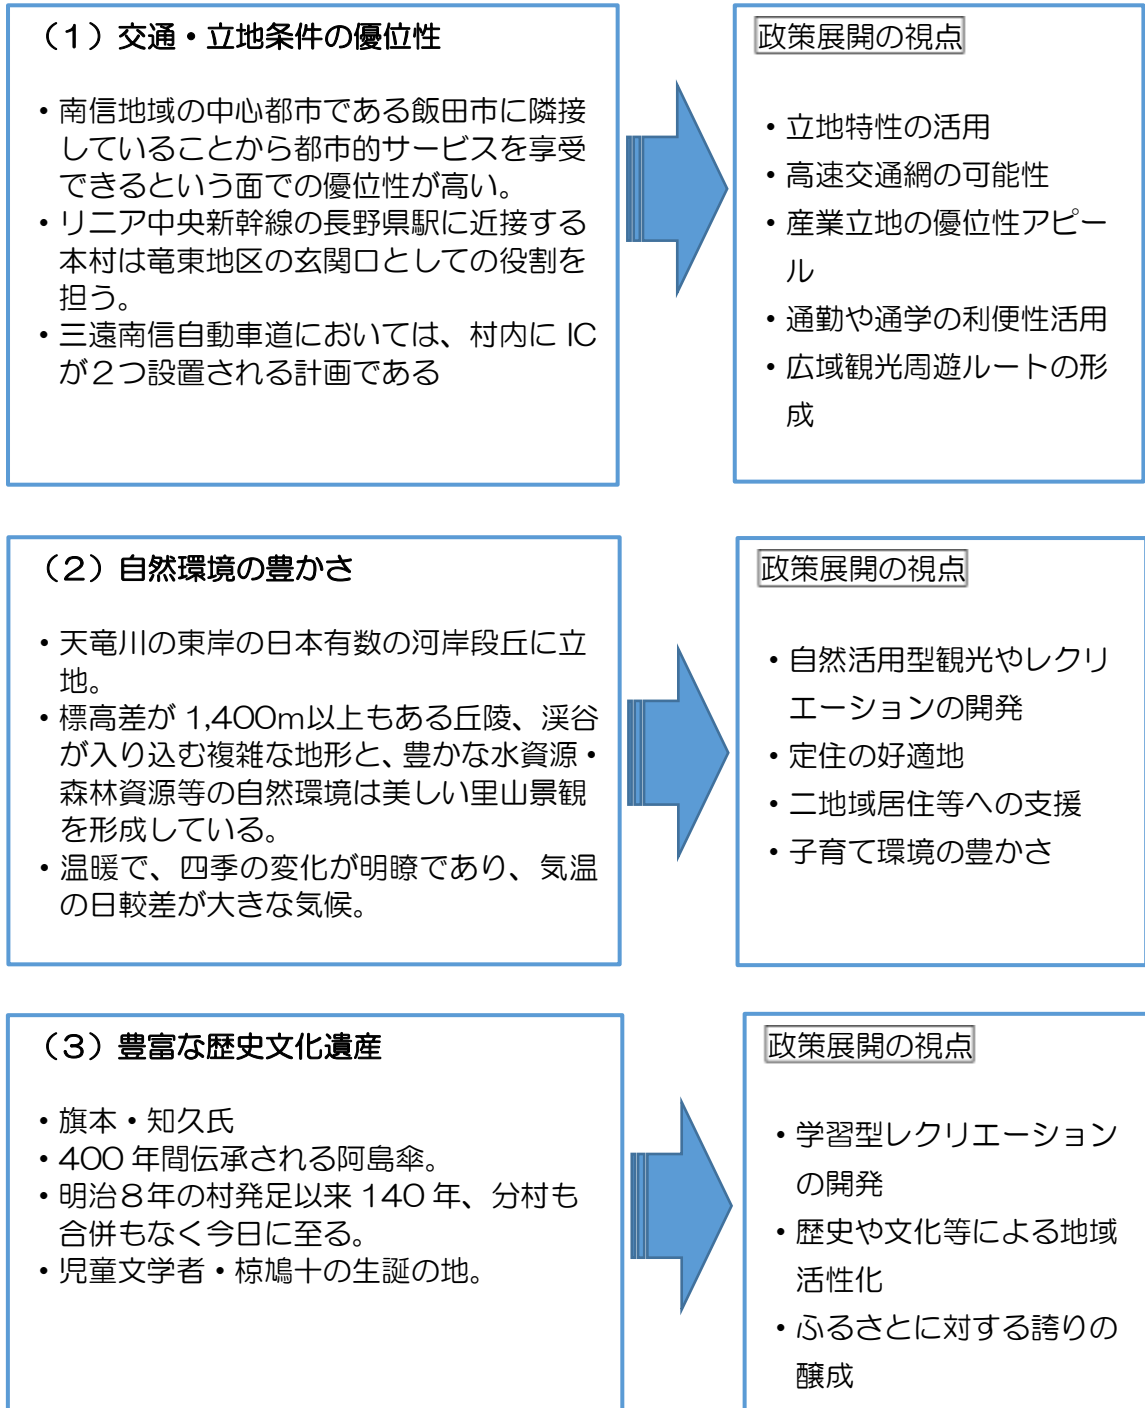 （１）交通・立地条件の優位性
・南信地域の中心都市である飯田市に隣接
していることから都市的サービスを享受
できるという面での優位性が高い。
・リニア中央新幹線の長野県駅に近接する
本村は竜東地区の玄関口としての役割を
担う。
・三遠南信自動車道においては、村内に IC
が２つ設置される計画である
政策展開の視点
・立地特性の活用
・高速交通網の可能性
・産業立地の優位性アピー
ル
・通勤や通学の利便性活用
・広域観光周遊ルートの形
成
（２）自然環境の豊かさ
・天竜川の東岸の日本有数の河岸段丘に立
地。
・標高差が 1,400ｍ以上もある丘陵、渓谷
が入り込む複雑な地形と、豊かな水資源・
森林資源等の自然環境は美しい里山景観
を形成している。
・温暖で、四季の変化が明瞭であり、気温
の日較差が大きな気候。
政策展開の視点
・自然活用型観光やレクリ
エーションの開発
・定住の好適地
・二地域居住等への支援
・子育て環境の豊かさ
（３）豊富な歴史文化遺産
・旗本・知久氏
・400 年間伝承される阿島傘。
・明治８年の村発足以来 140 年、分村も
合併もなく今日に至る。
・児童文学者・椋鳩十の生誕の地。
政策展開の視点
・学習型レクリエーション
の開発
・歴史や文化等による地域
活性化
・ふるさとに対する誇りの
醸成